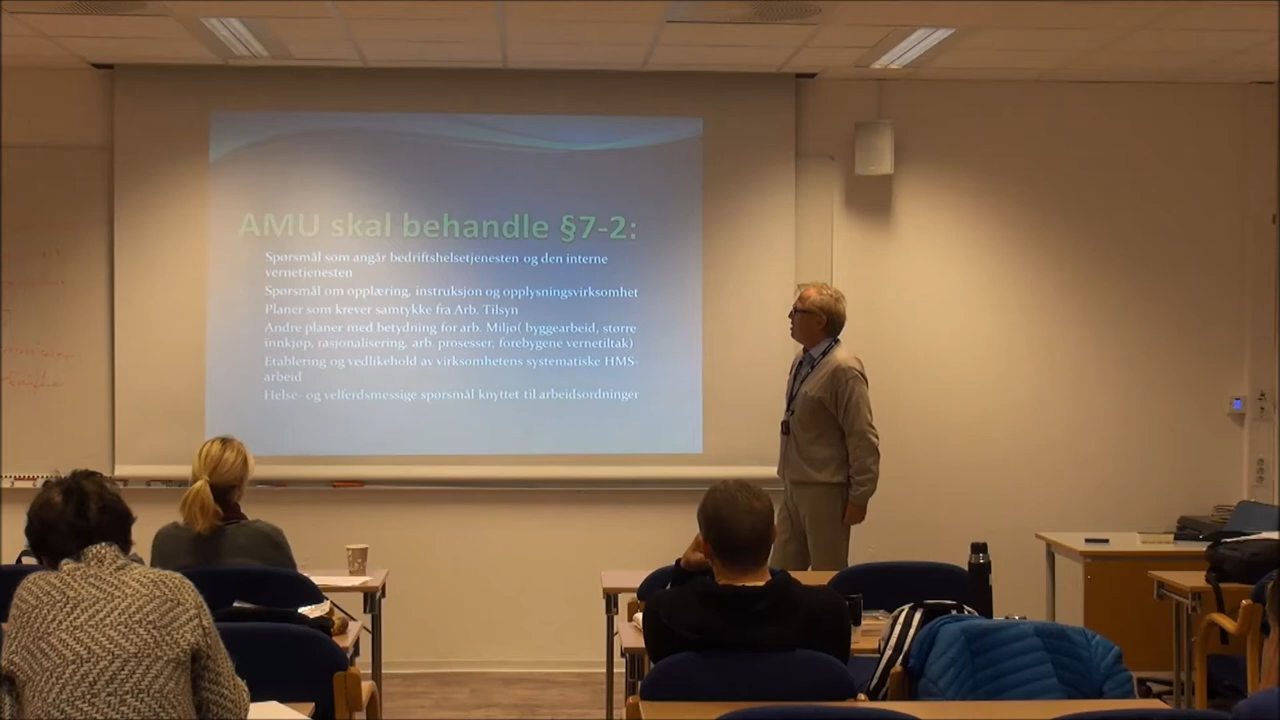 AMU skal behandle §7-2:
Spørsmål som angår bedriftshelsetjenesten og den interne
vernetjenesten
Spørsmål om opplæring, instruksjon og opplysningsvirksomhet
Planer som krever samtykke fra Arb. Tilsyn
Andre planer med betydning for arb. Miljø( byggearbeid, større
innkjøp, rasjonalisering, arb. prosesser, forebygene vernetiltak)
Etablering og vedlikehold av virksomhetens systematiske HMS-
arbeid
Helse- og velferdsmessige spørsmål knyttet til arbeidsordninger